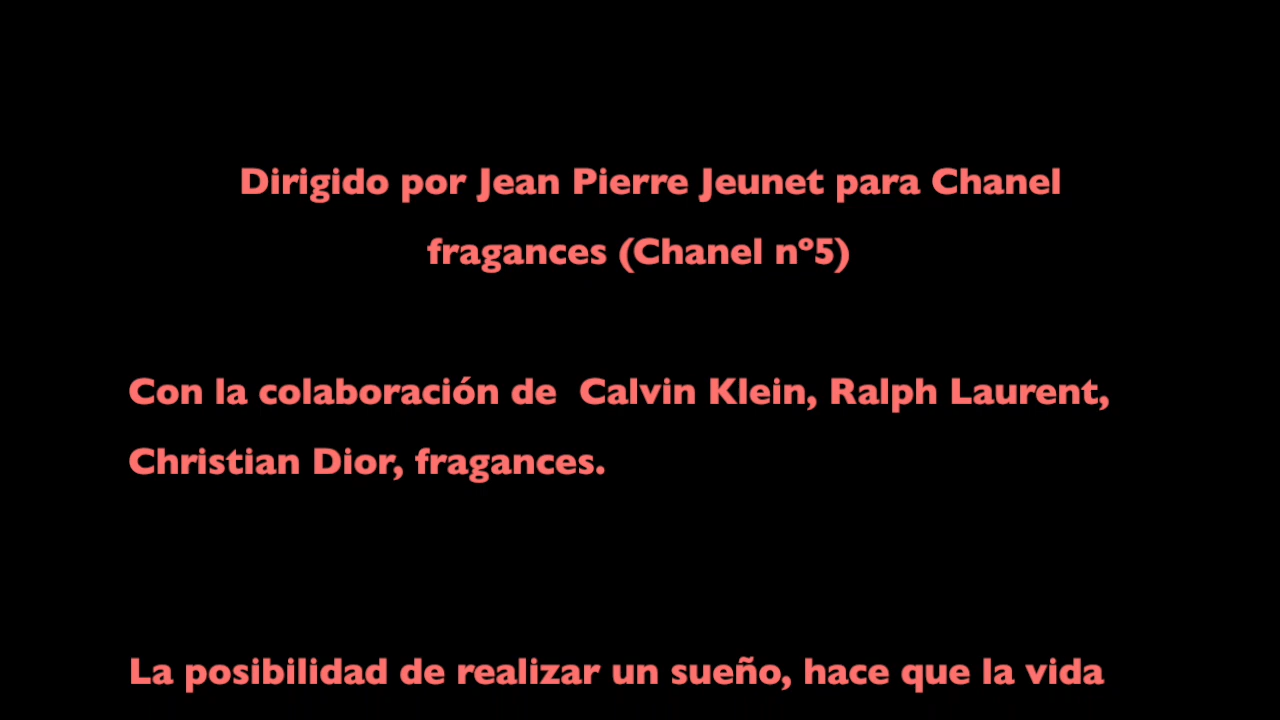 Dirigido por Jean Pierre Jeunet para Chanel
fragances (Chanel nº5)
Con la colaboración de  Calvin Klein, Ralph Laurent,
Christian Dior, fragances.
La posibilidad de realizar un sueño, hace que la vida